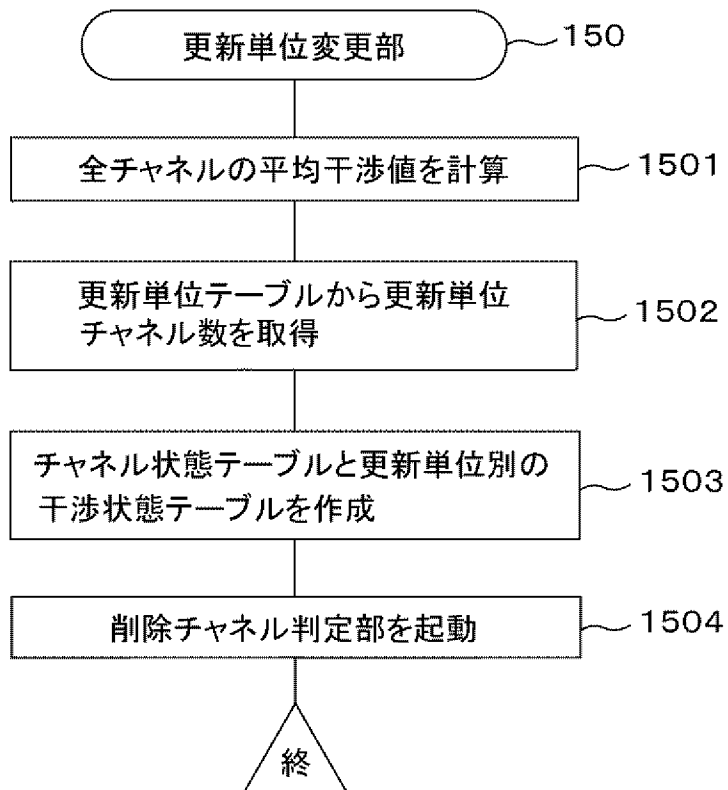 更新単位変更部
150
全チャネルの平均干渉値を計算
1501
更新単位テーブルから更新単位
チャネル数を取得
1502
チャネル状態テーブルと更新単位別の
干渉状態テーブルを作成
1503
削除チャネル判定部を起動
1504
終